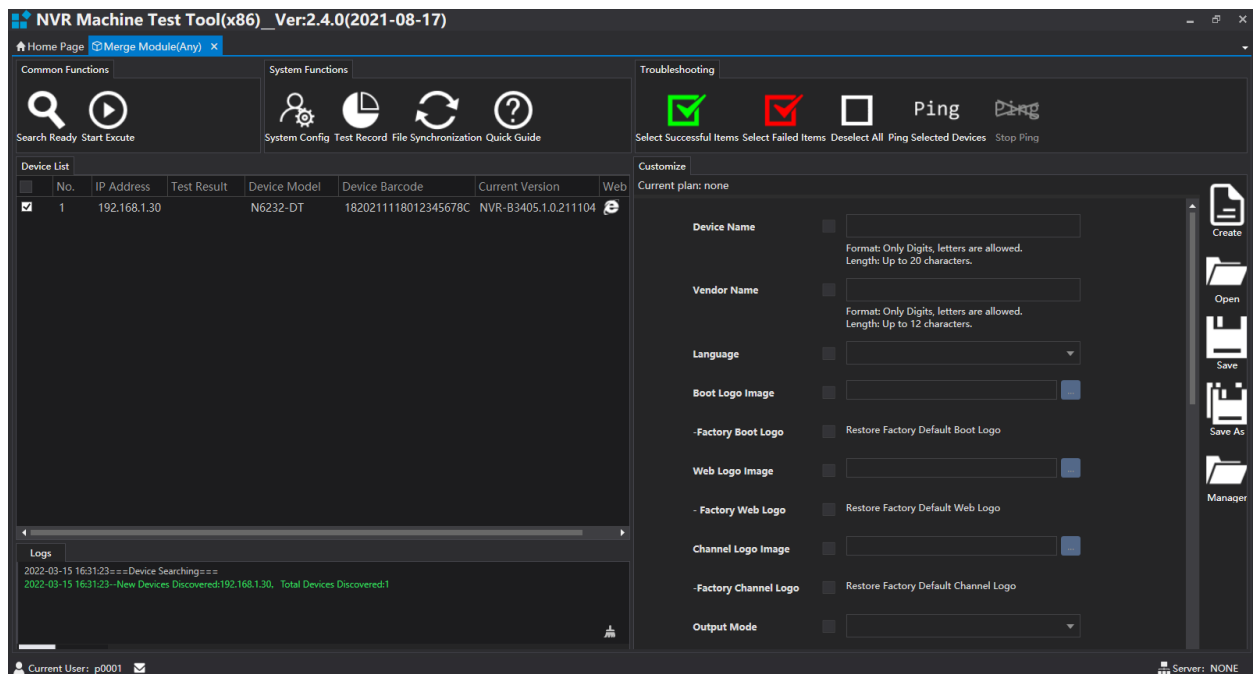 NVR Machine Test Tool(x86)__Ver:2.4.0(2021-08-17)
Home Page Merge Module(Any) ×
Common Functions
Search Ready Start Excute
System Functions
System Config Test Record File Synchronization Quick Guide
Troubleshooting
Ping Ping
Select Successful Items Select Failed Items Deselect All Ping Selected Devices Stop Ping
Device List
No. IP Address Test Result Device Model Device Barcode Current Version Web
1 192.168.1.30 N6232-DT 1820211118012345678C NVR-B3405.1.0.211104
Logs
2022-03-15 16:31:23===Device Searching===
2022-03-15 16:31:23--New Devices Discovered:192.168.1.30. Total Devices Discovered:1
Customize
Current plan: none
Device Name
Format: Only Digits, letters are allowed.
Length: Up to 20 characters.
Vendor Name
Format: Only Digits, letters are allowed.
Length: Up to 12 characters.
Language
Boot Logo Image ...
-Factory Boot Logo Restore Factory Default Boot Logo
Web Logo Image ...
- Factory Web Logo Restore Factory Default Web Logo
Channel Logo Image ...
-Factory Channel Logo Restore Factory Default Channel Logo
Output Mode
Create
Open
Save
Save As
Manager
Current User: p0001
Server: NONE